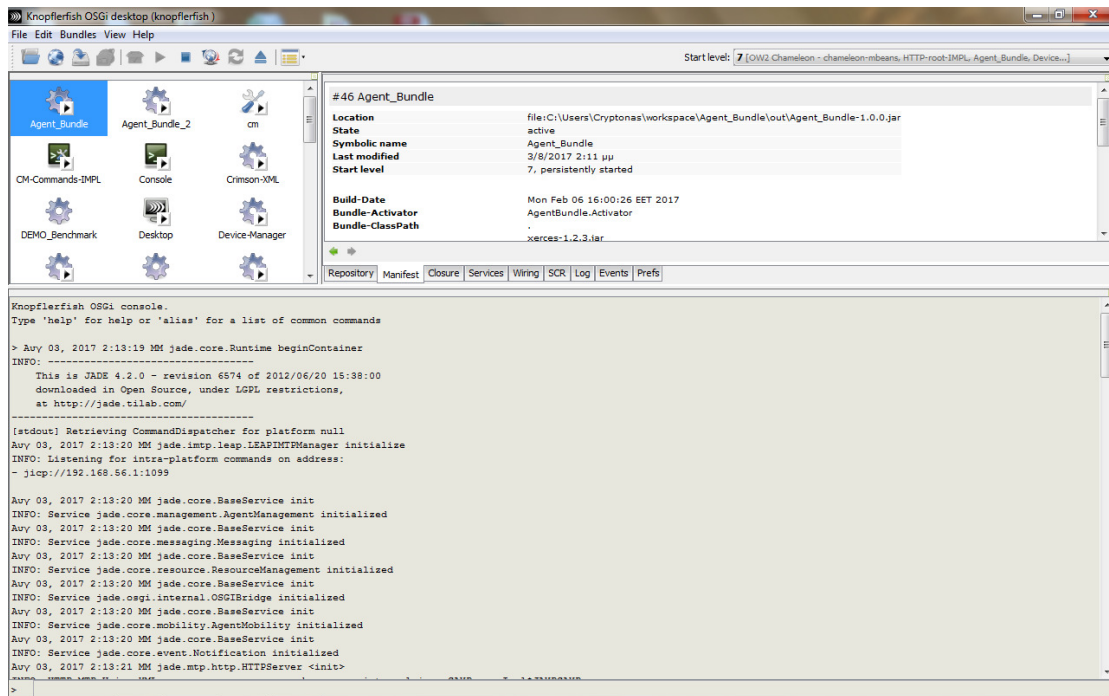 Knopflerfish OSGi desktop (knopflerfish )
File Edit Bundles View Help
Start level: 7 [OW2 Chameleon - chameleon-mbeans, HTTP-root-IMPL, Agent_Bundle, Device...]
Agent_Bundle
Agent_Bundle_2
cm
CM-Commands-IMPL
Console
Crimson-XML
DEMO_Benchmark
Desktop
Device-Manager
#46 Agent_Bundle
Location file:C:\Users\Cryptonas\workspace\Agent_Bundle\out\Agent_Bundle-1.0.0.jar
State active
Symbolic name Agent_Bundle
Last modified 3/8/2017 2:11 μμ
Start level 7, persistently started
Build-Date Mon Feb 06 16:00:26 EET 2017
Bundle-Activator AgentBundle.Activator
Bundle-ClassPath .
xerces-1.2.3.jar
Repository Manifest Closure Services Wiring SCR Log Events Prefs
Knopflerfish OSGi console.
Type 'help' for help or 'alias' for a list of common commands
> Αυγ 03, 2017 2:13:19 ΜΜ jade.core.Runtime beginContainer
INFO: ----------------------------------
This is JADE 4.2.0 - revision 6574 of 2012/06/20 15:38:00
downloaded in Open Source, under LGPL restrictions,
at http://jade.tilab.com/
----------------------------------------
[stdout] Retrieving CommandDispatcher for platform null
Αυγ 03, 2017 2:13:20 ΜΜ jade.imtp.leap.LEAPIMTPManager initialize
INFO: Listening for intra-platform commands on address:
- jicp://192.168.56.1:1099
Αυγ 03, 2017 2:13:20 ΜΜ jade.core.BaseService init
INFO: Service jade.core.management.AgentManagement initialized
Αυγ 03, 2017 2:13:20 ΜΜ jade.core.BaseService init
INFO: Service jade.core.messaging.Messaging initialized
Αυγ 03, 2017 2:13:20 ΜΜ jade.core.BaseService init
INFO: Service jade.core.resource.ResourceManagement initialized
Αυγ 03, 2017 2:13:20 ΜΜ jade.core.BaseService init
INFO: Service jade.osgi.internal.OSGIBridge initialized
Αυγ 03, 2017 2:13:20 ΜΜ jade.core.BaseService init
INFO: Service jade.core.mobility.AgentMobility initialized
Αυγ 03, 2017 2:13:20 ΜΜ jade.core.BaseService init
INFO: Service jade.core.event.Notification initialized
Αυγ 03, 2017 2:13:21 ΜΜ jade.mtp.http.HTTPServer <init>
>